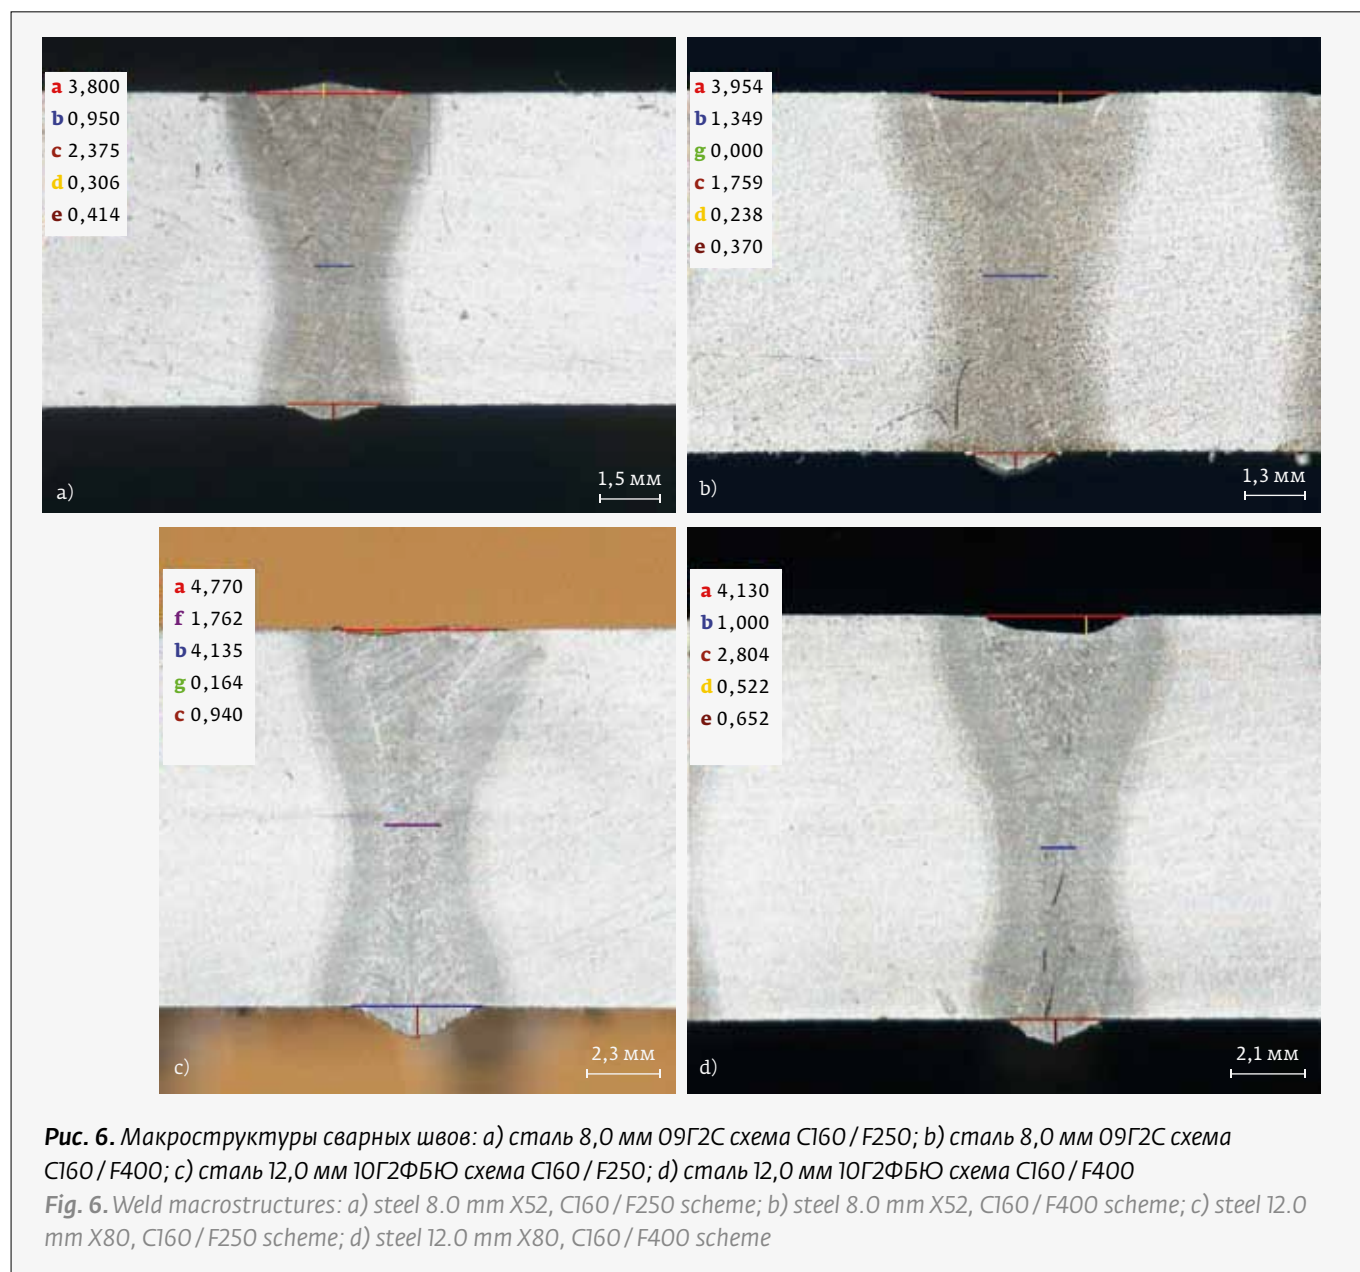 a 3,800
b 0,950
c 2,375
d 0,306
e 0,414
1,5 мм
a)
a 3,954
b 1,349
g 0,000
c 1,759
d 0,238
e 0,370
1,3 мм
b)
a 4,770
f 1,762
b 4,135
g 0,164
c 0,940
2,3 мм
c)
a 4,130
b 1,000
c 2,804
d 0,522
e 0,652
2,1 мм
d)
Рис. 6. Макроструктуры сварных швов: a) сталь 8,0 мм 09Г2С схема C160 / F250; b) сталь 8,0 мм 09Г2С схема
C160 / F400; c) сталь 12,0 мм 10Г2ФБЮ схема C160 / F250; d) сталь 12,0 мм 10Г2ФБЮ схема C160 / F400
Fig. 6. Weld macrostructures: a) steel 8.0 mm X52, C160 / F250 scheme; b) steel 8.0 mm X52, C160 / F400 scheme; c) steel 12.0
mm X80, C160 / F250 scheme; d) steel 12.0 mm X80, C160 / F400 scheme